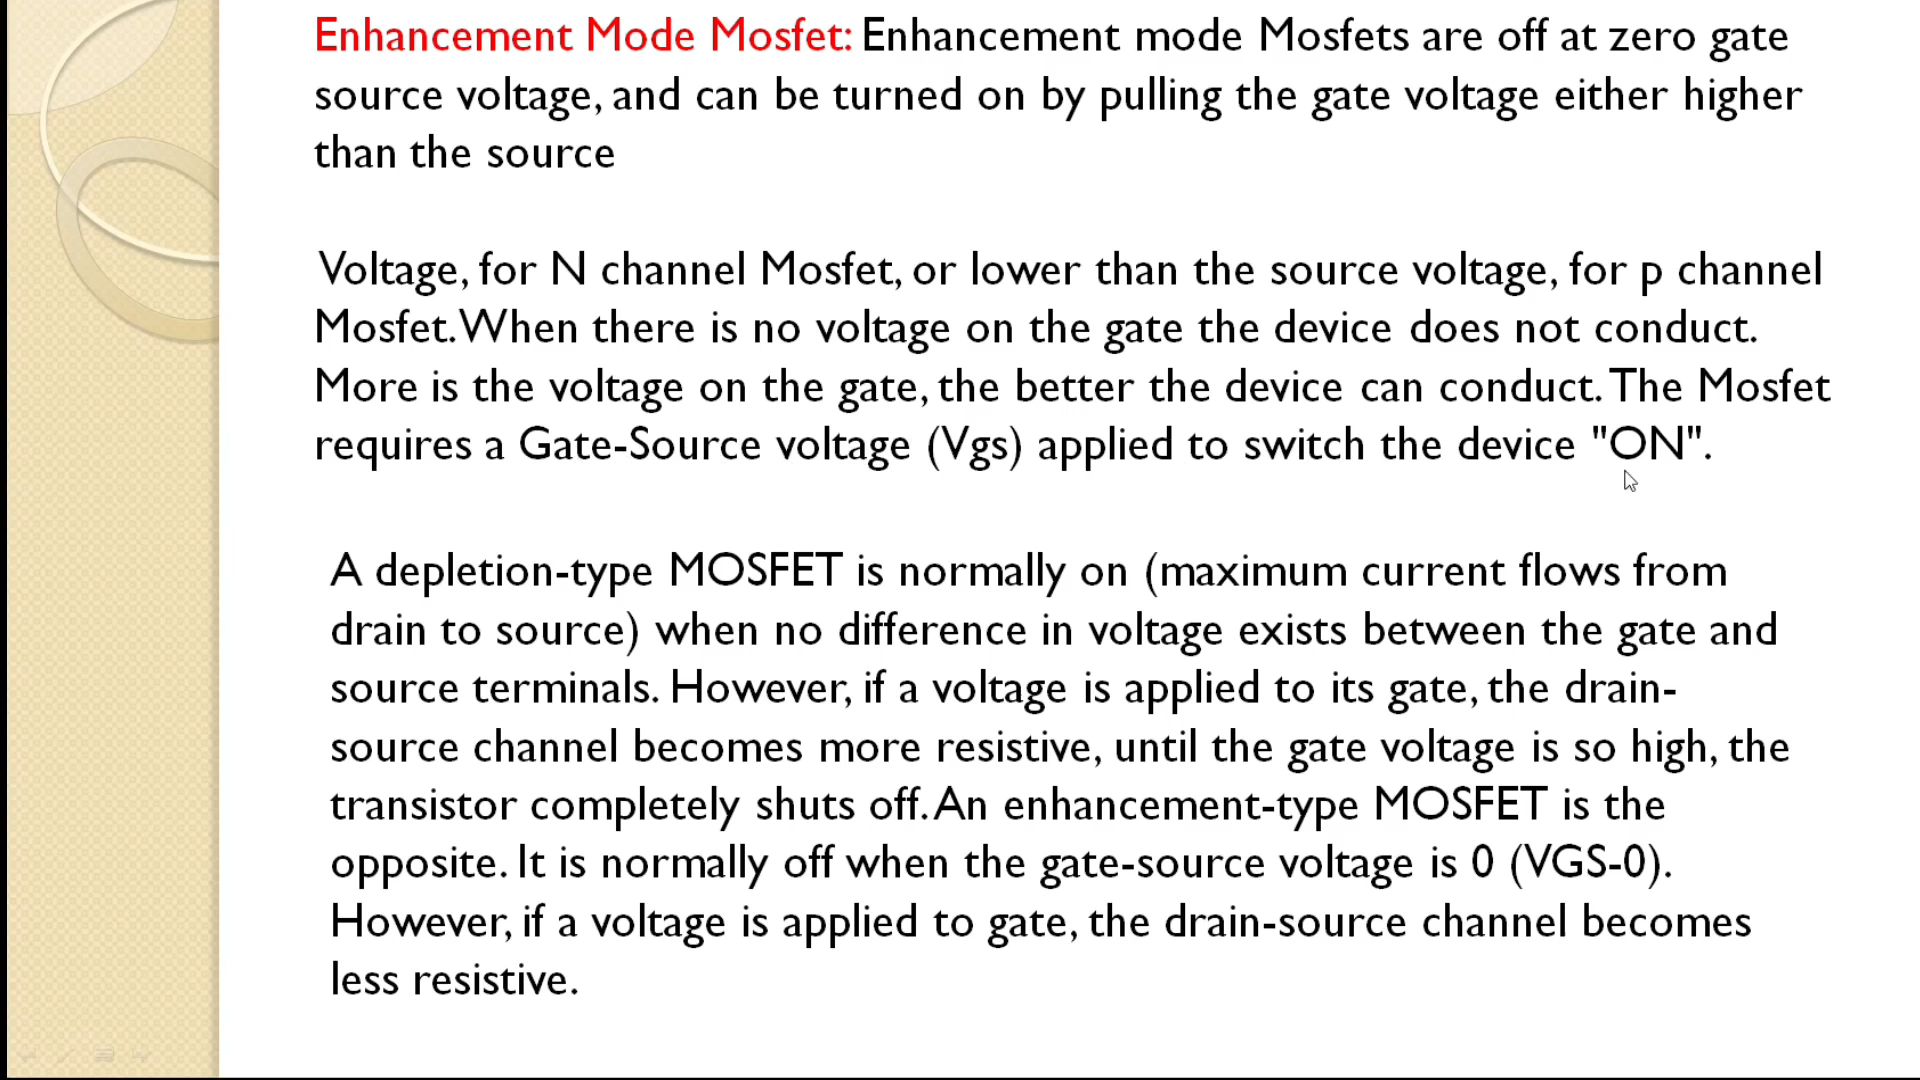 Enhancement Mode Mosfet: Enhancement mode Mosfets are off at zero gate
source voltage, and can be turned on by pulling the gate voltage either higher
than the source
Voltage, for N channel Mosfet, or lower than the source voltage, for p channel
Mosfet. When there is no voltage on the gate the device does not conduct.
More is the voltage on the gate, the better the device can conduct. The Mosfet
requires a Gate-Source voltage (Vgs) applied to switch the device "ON".
A depletion-type MOSFET is normally on (maximum current flows from
drain to source) when no difference in voltage exists between the gate and
source terminals. However, if a voltage is applied to its gate, the drain-
source channel becomes more resistive, until the gate voltage is so high, the
transistor completely shuts off. An enhancement-type MOSFET is the
opposite. It is normally off when the gate-source voltage is 0 (VGS-0).
However, if a voltage is applied to gate, the drain-source channel becomes
less resistive.